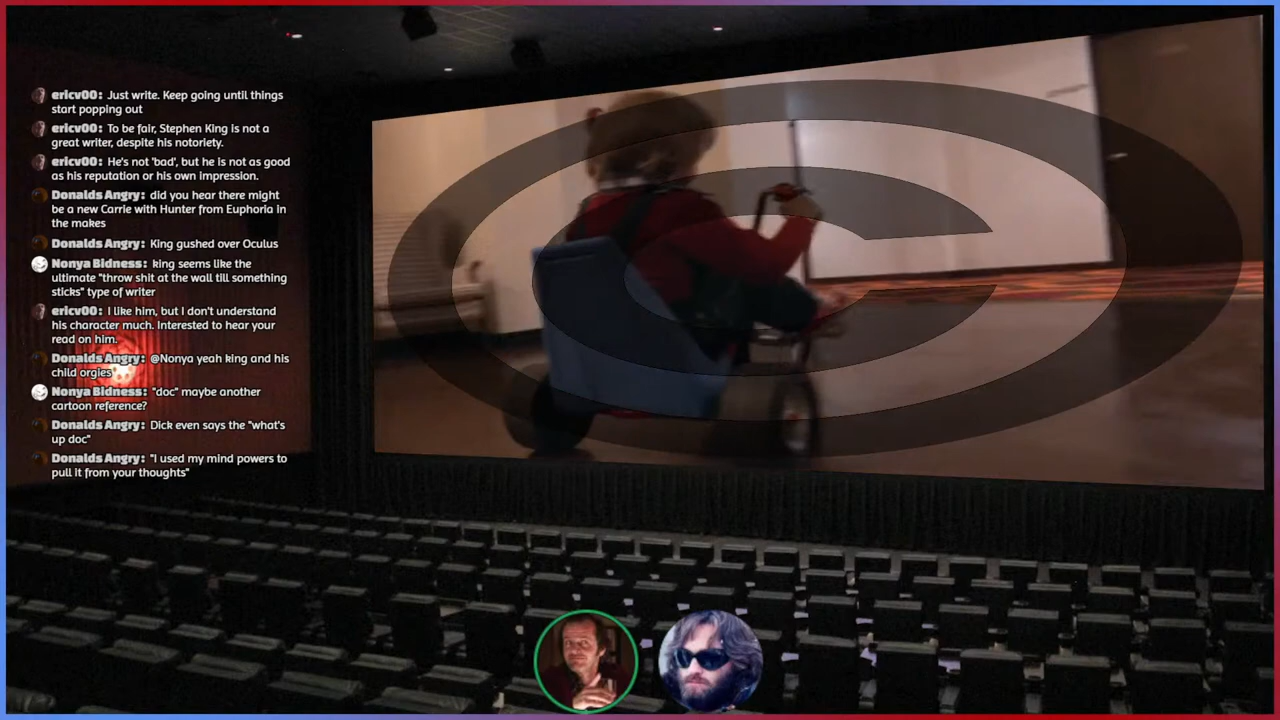 ericv00: Just write. Keep going until things
start popping out
ericv00: To be fair, Stephen King is not a
great writer, despite his notoriety.
ericv00: He's not 'bad', but he is not as good
as his reputation or his own impression.
Donalds Angry: did you hear there might
be a new Carrie with Hunter from Euphoria in
the makes
Donalds Angry: King gushed over Oculus
Nonya Bidness: king seems like the
ultimate "throw shit at the wall till something
sticks" type of writer
ericv00: I like him, but I don't understand
his character much. Interested to hear your
read on him.
Donalds Angry: @Nonya yeah king and his
child orgies
Nonya Bidness: "doc" maybe another
cartoon reference?
Donalds Angry: Dick even says the "what's
up doc"
Donalds Angry: "I used my mind powers to
pull it from your thoughts"